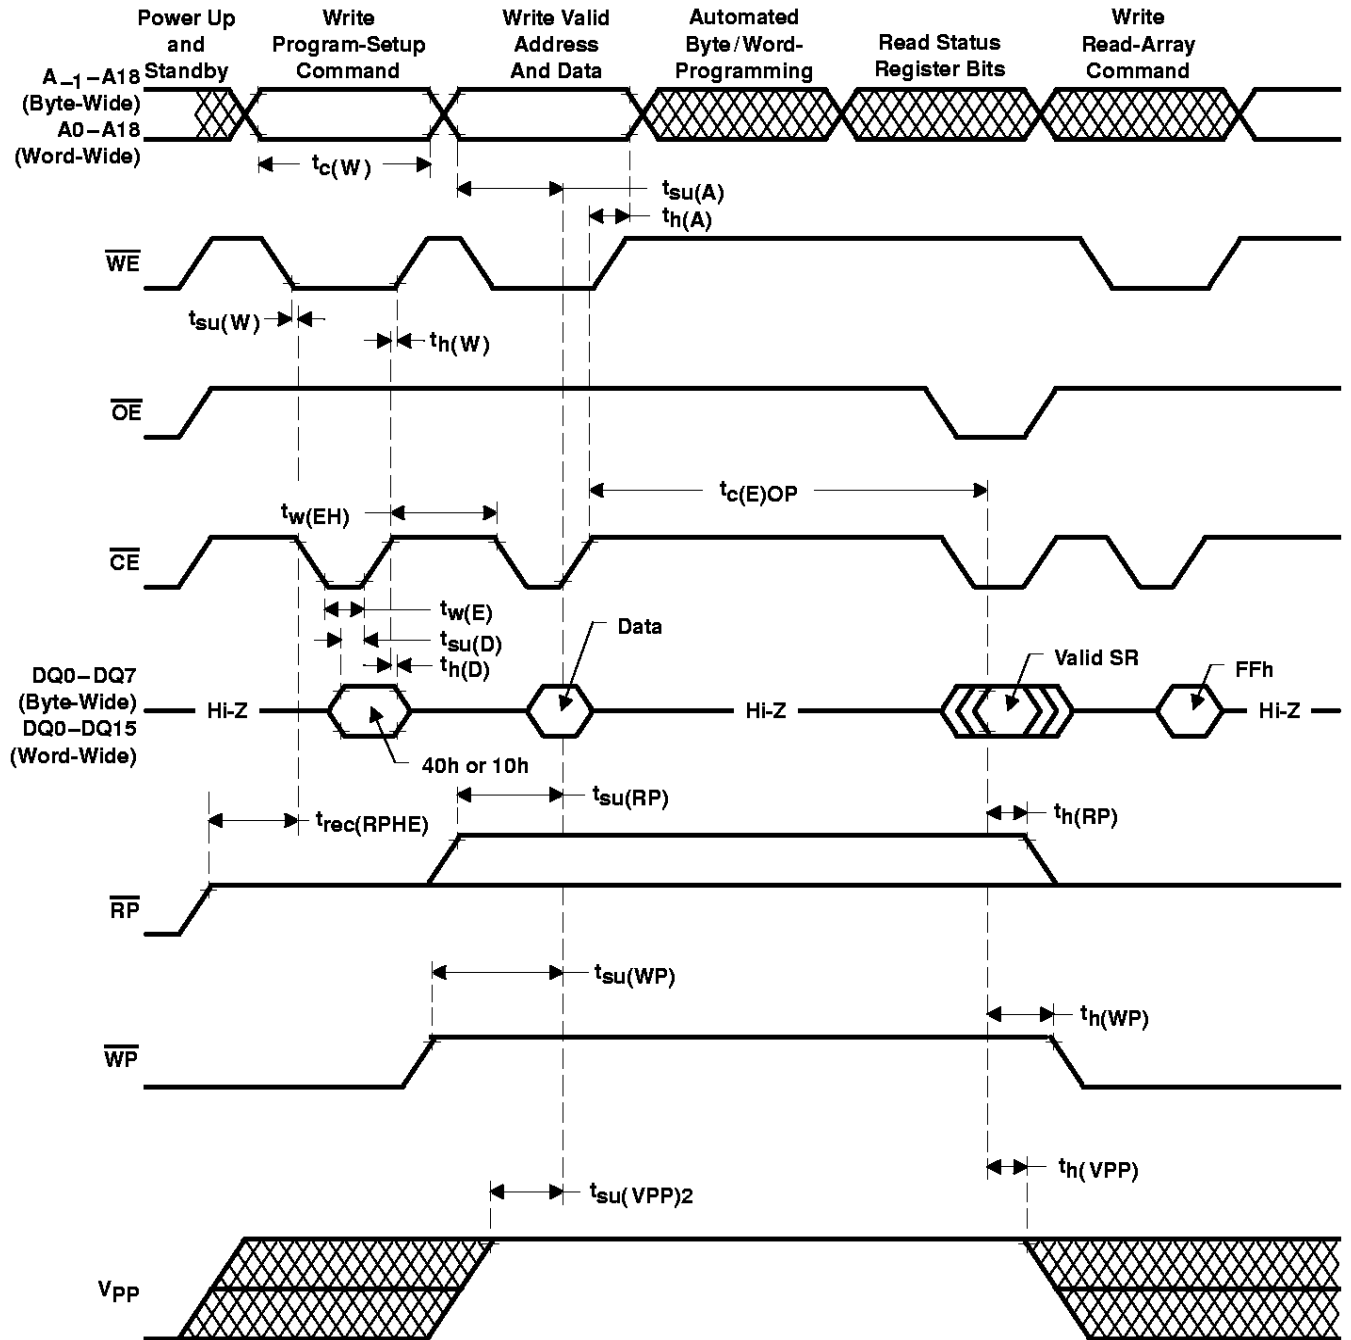 Power Up
and
Standby
Write
Program-Setup
Command
Write Valid
Address
And Data
Automated
Byte/Word-
Programming
Read Status
Register Bits
Write
Read-Array
Command
A–1–A18
(Byte-Wide)
A0–A18
(Word-Wide)
tc(W)
tsu(A)
th(A)
WE
tsu(W)
th(W)
OE
tc(E)OP
tw(EH)
CE
tw(E)
tsu(D)
th(D)
Data
Valid SR
FFh
DQ0–DQ7
(Byte-Wide)
DQ0–DQ15
(Word-Wide)
Hi-Z
Hi-Z
Hi-Z
40h or 10h
tsu(RP)
trec(RPHE)
th(RP)
RP
tsu(WP)
th(WP)
WP
th(VPP)
tsu(VPP)2
VPP